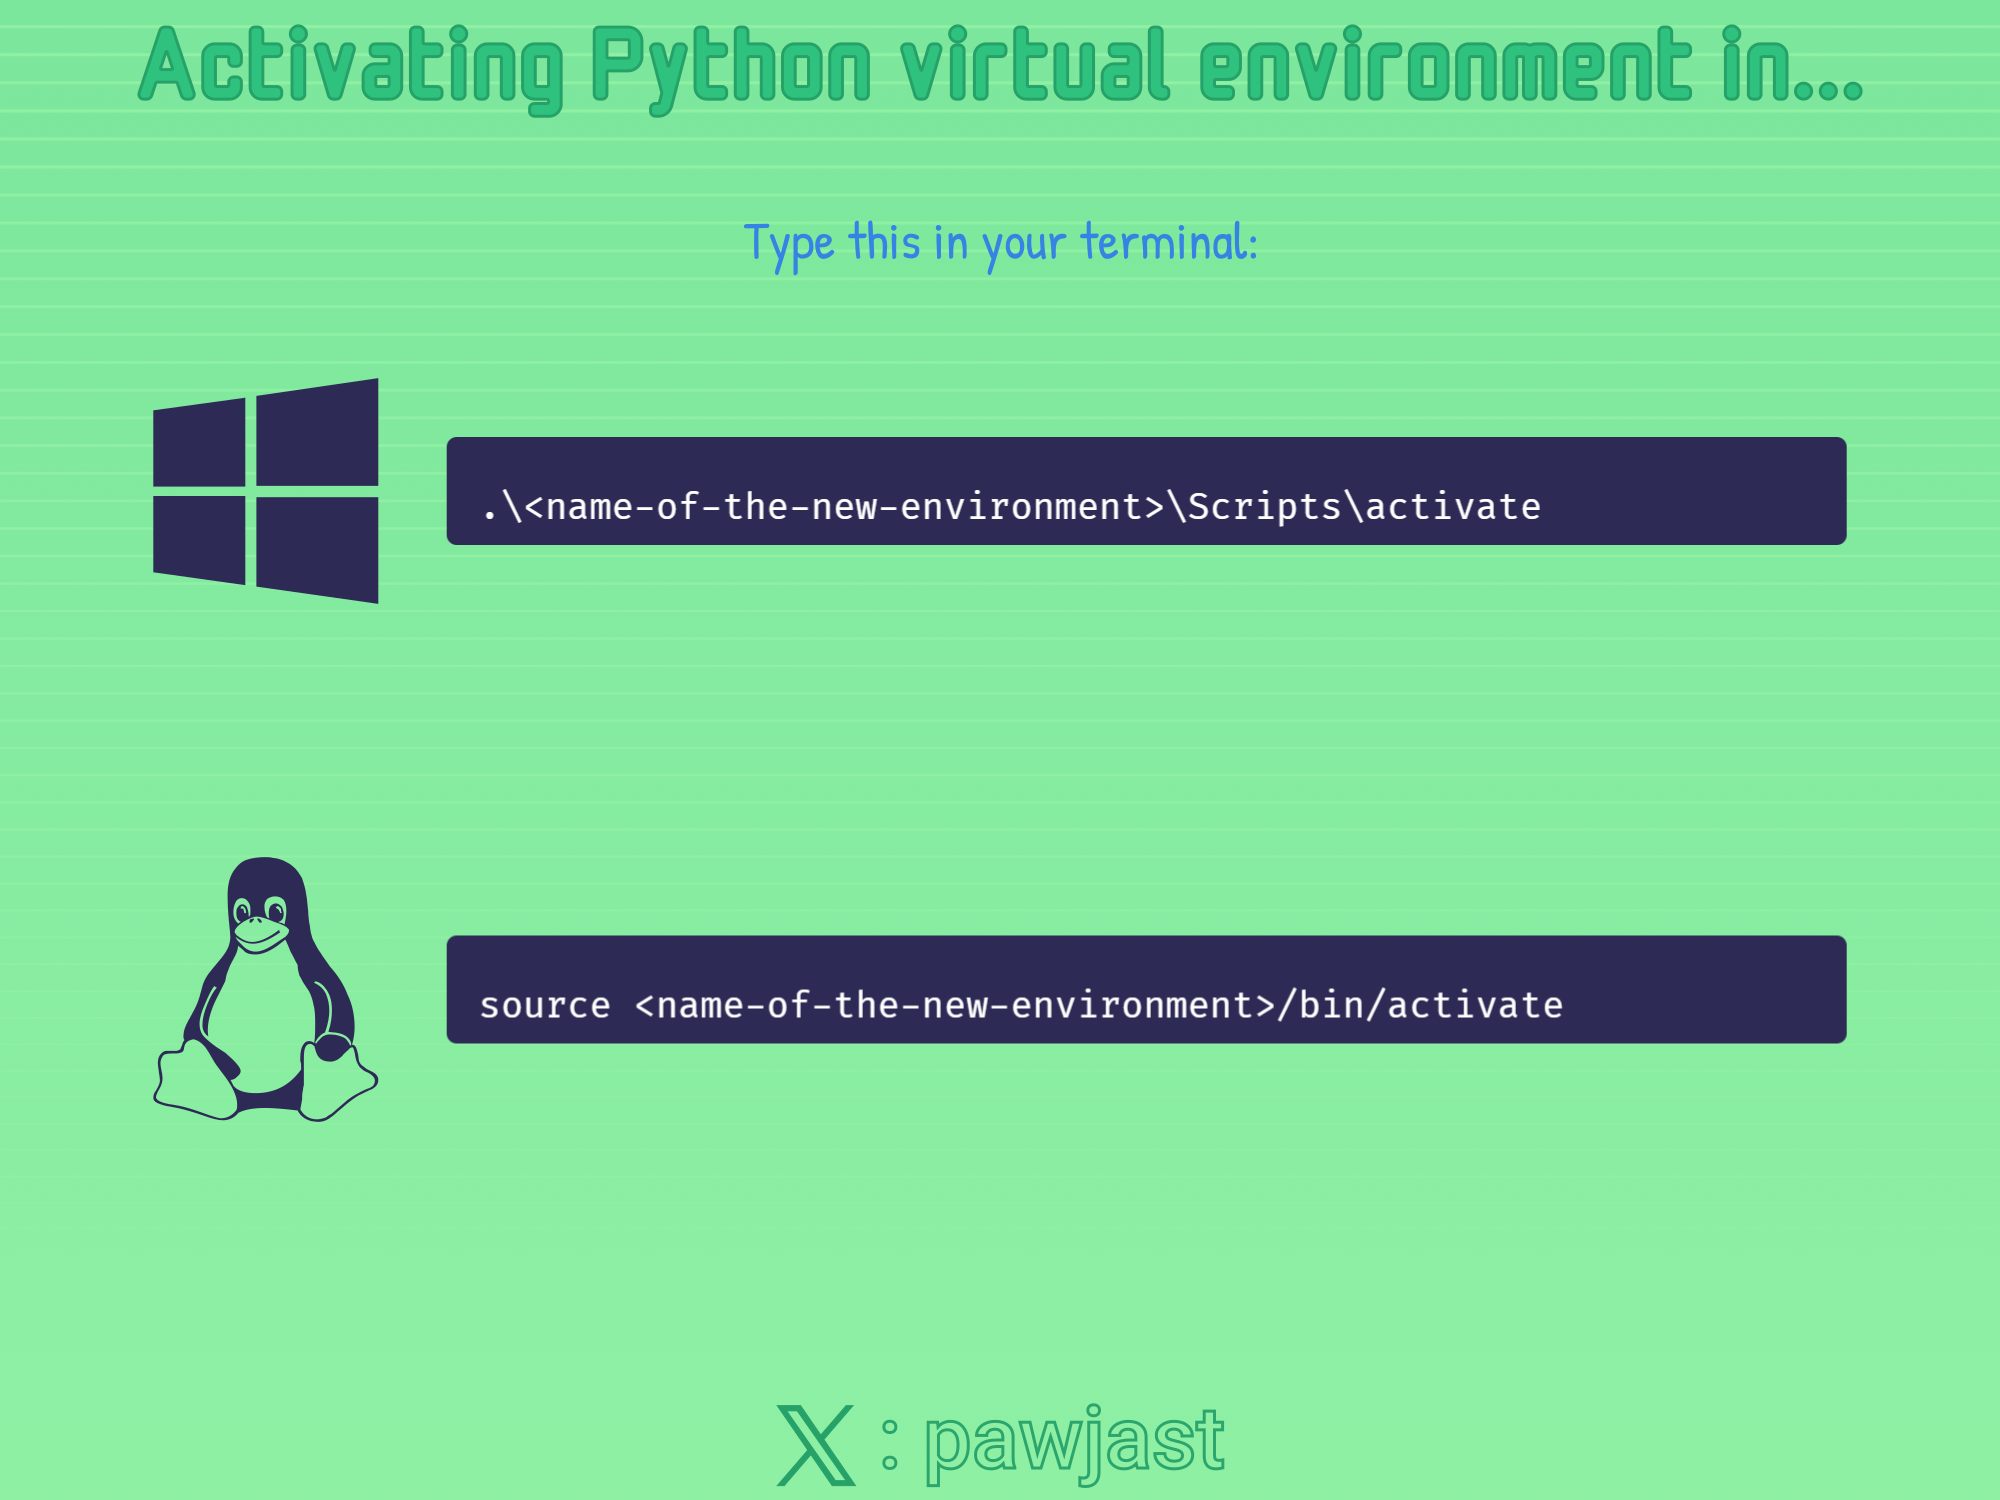 Activating Python virtual environment in...
Type this in your terminal:
.\<name-of-the-new-environment>\Scripts\activate
source <name-of-the-new-environment>/bin/activate
X : pawjast